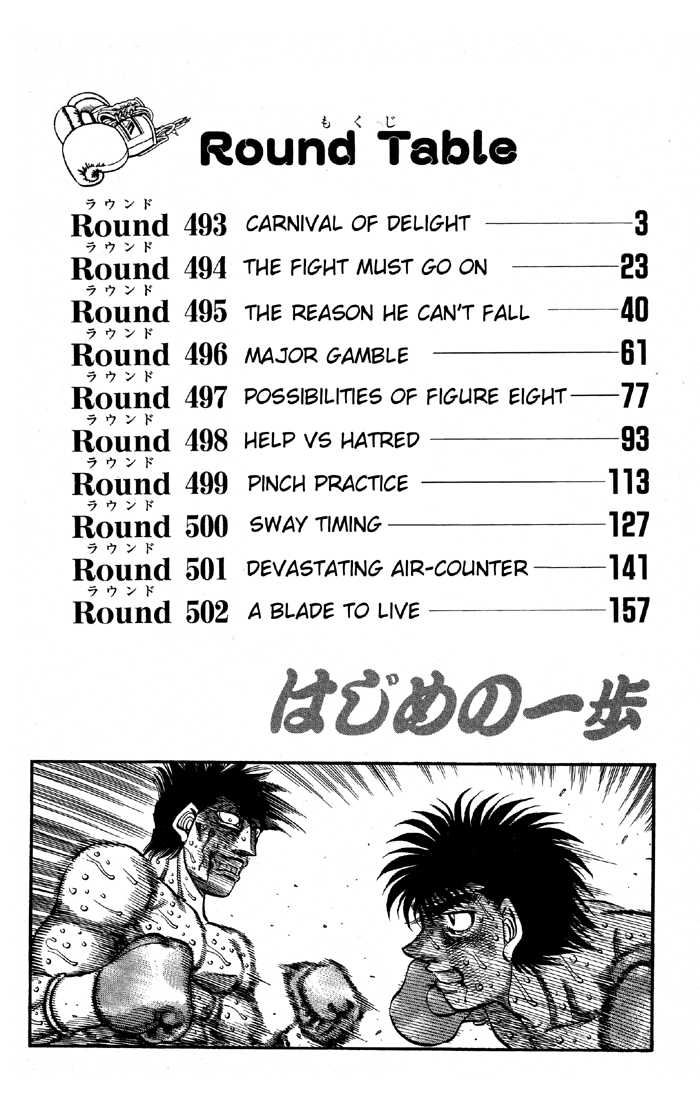 もくじ
Round Table
ラウンド
Round 493 CARNIVAL OF DELIGHT 3
ラウンド
Round 494 THE FIGHT MUST GO ON 23
ラウンド
Round 495 THE REASON HE CAN'T FALL 40
ラウンド
Round 496 MAJOR GAMBLE 61
ラウンド
Round 497 POSSIBILITIES OF FIGURE EIGHT 77
ラウンド
Round 498 HELP VS HATRED 93
ラウンド
Round 499 PINCH PRACTICE 113
ラウンド
Round 500 SWAY TIMING 127
ラウンド
Round 501 DEVASTATING AIR-COUNTER 141
ラウンド
Round 502 A BLADE TO LIVE 157
はじめの一歩